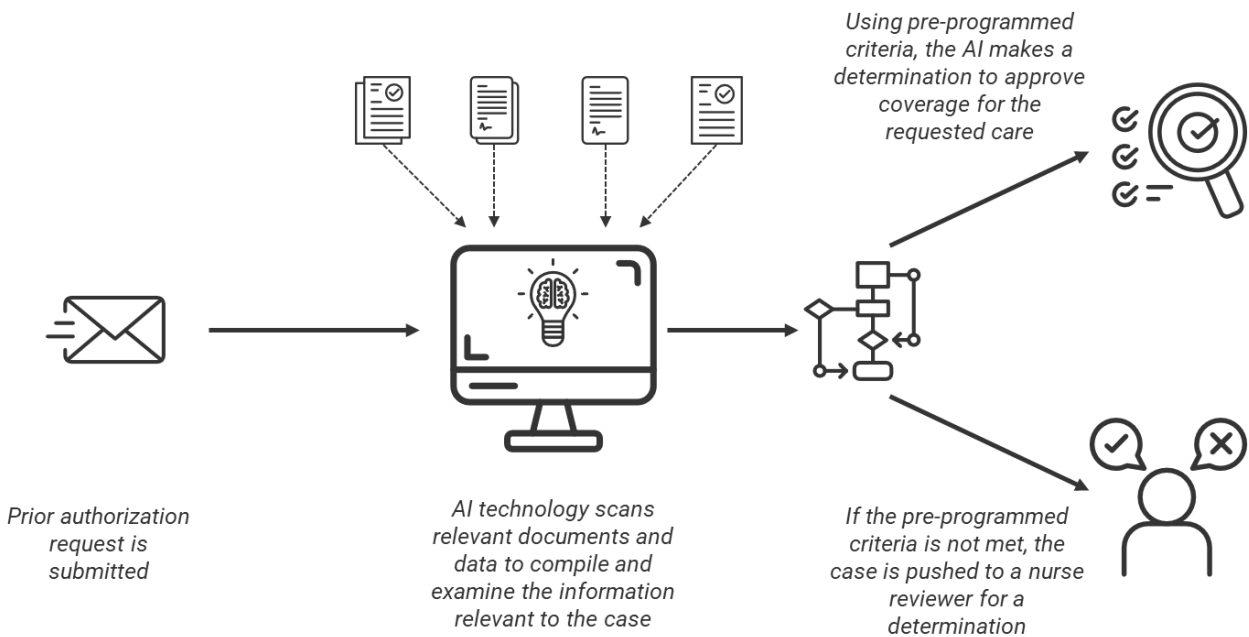 Using pre-programmed
criteria, the AI makes a
determination to approve
coverage for the
requested care
Prior authorization
request is
submitted
AI technology scans
relevant documents and
data to compile and
examine the information
relevant to the case
If the pre-programmed
criteria is not met, the
case is pushed to a nurse
reviewer for a
determination